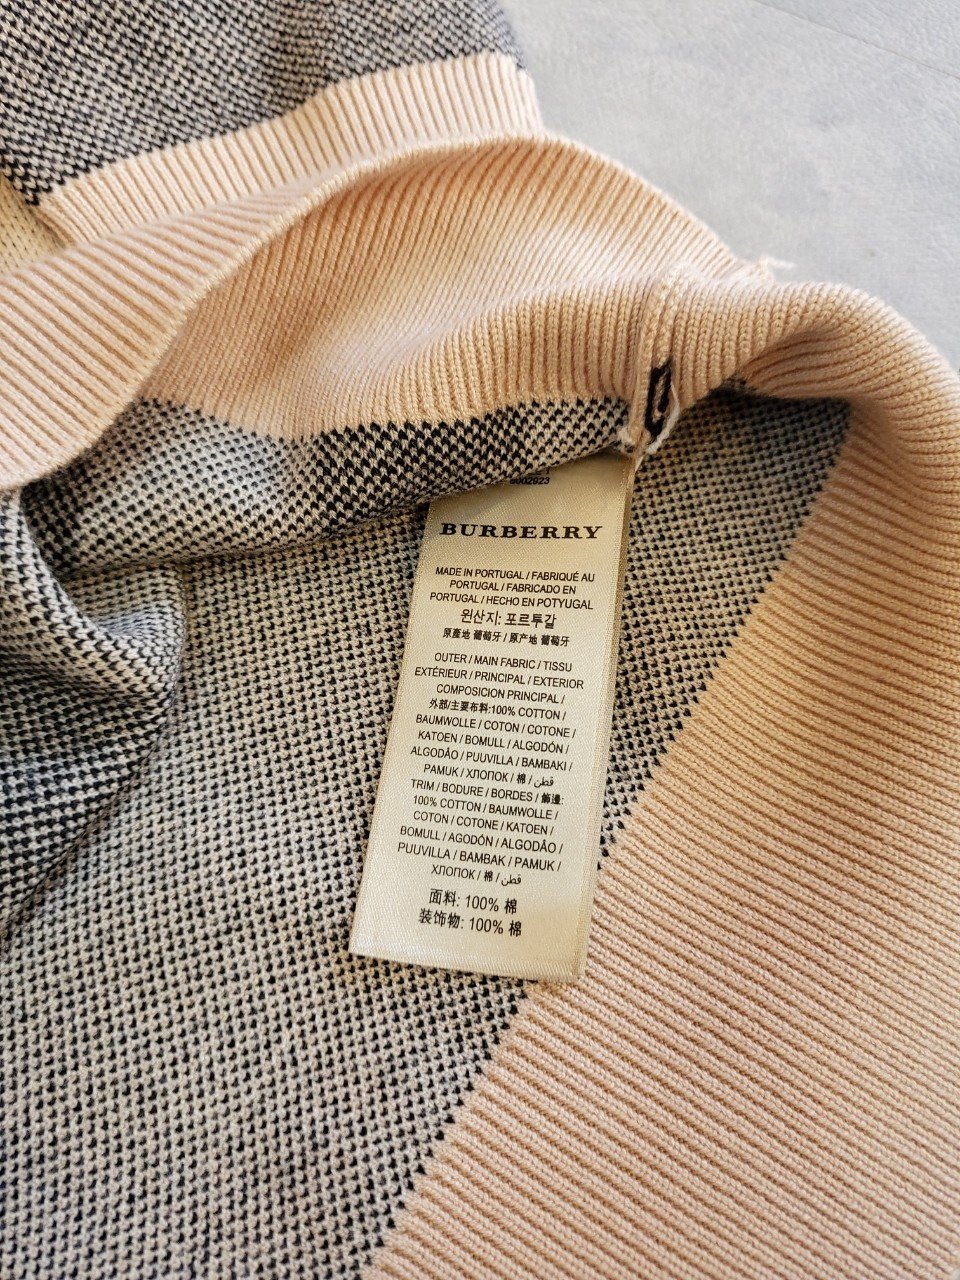 8002923
BURBERRY
MADE IN PORTUGAL / FABRIQUÉ AU
PORTUGAL / FABRICADO EN
PORTUGAL / HECHO EN POTYUGAL
원산지: 포르투갈
原產地 葡萄牙 / 原产地 葡萄牙
OUTER / MAIN FABRIC / TISSU
EXTÉRIEUR / PRINCIPAL / EXTERIOR
COMPOSICION PRINCIPAL /
外部/主要布料:100% COTTON /
BAUMWOLLE / COTON / COTONE /
KATOEN / BOMULL / ALGODÓN /
ALGODÃO / PUUVILLA / BAMBAKI /
PAMUK / ХЛОПОК / 棉 / قطن /
TRIM / BODURE / BORDES / 飾邊:
100% COTTON / BAUMWOLLE /
COTON / COTONE / KATOEN /
BOMULL / AGODÓN / ALGODÃO /
PUUVILLA / BAMBAK / PAMUK /
ХЛОПОК / 棉 / قطن
面料: 100% 棉
装饰物: 100% 棉